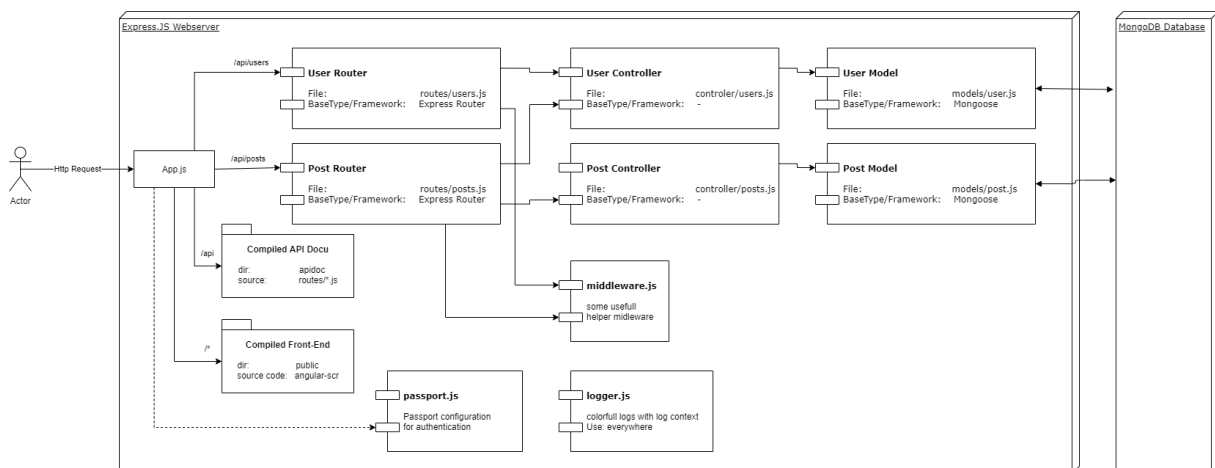 Express.JS Webserver
MongoDB Database
/api/users
User Router
File: routes/users.js
BaseType/Framework: Express Router
User Controller
File: controler/users.js
BaseType/Framework: -
User Model
File: models/user.js
BaseType/Framework: Mongoose
Http Request
App.js
Actor
/api/posts
Post Router
File: routes/posts.js
BaseType/Framework: Express Router
Post Controller
File: controller/posts.js
BaseType/Framework: -
Post Model
File: models/post.js
BaseType/Framework: Mongoose
/api
Compiled API Docu
dir: apidoc
source: routes/*.js
middleware.js
some usefull
helper midleware
/*
Compiled Front-End
dir: public
source code: angular-scr
passport.js
Passport configuration
for authentication
logger.js
colorfull logs with log context
Use: everywhere